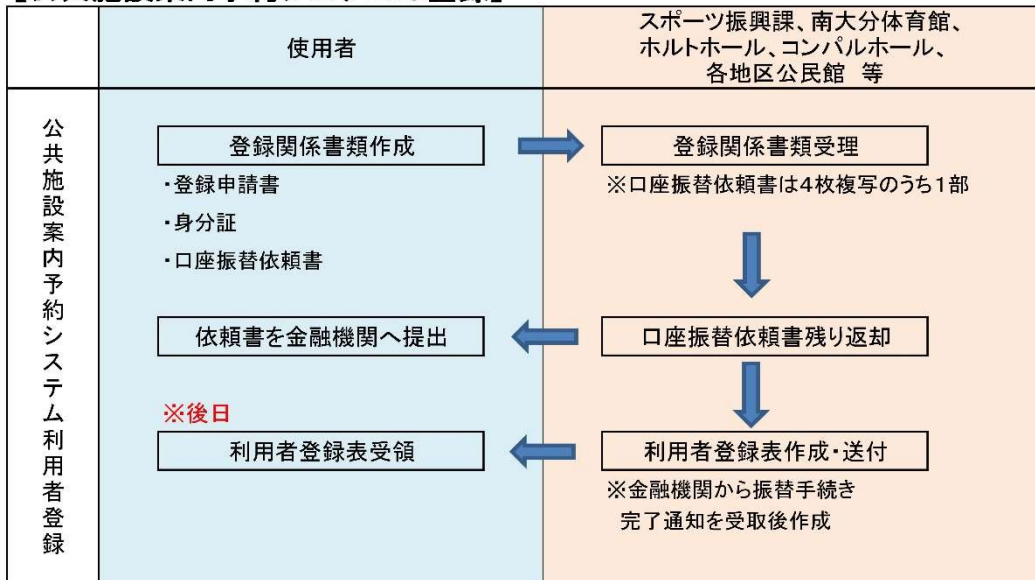 使用者
スポーツ振興課、南大分体育館、
ホルトホール、コンパルホール、
各地区公民館 等
公共施設案内予約システム利用者登録
登録関係書類作成
・登録申請書
・身分証
・口座振替依頼書
登録関係書類受理
※口座振替依頼書は4枚複写のうち1部
依頼書を金融機関へ提出
口座振替依頼書残り返却
※後日
利用者登録表受領
利用者登録表作成・送付
※金融機関から振替手続き
完了通知を受取後作成